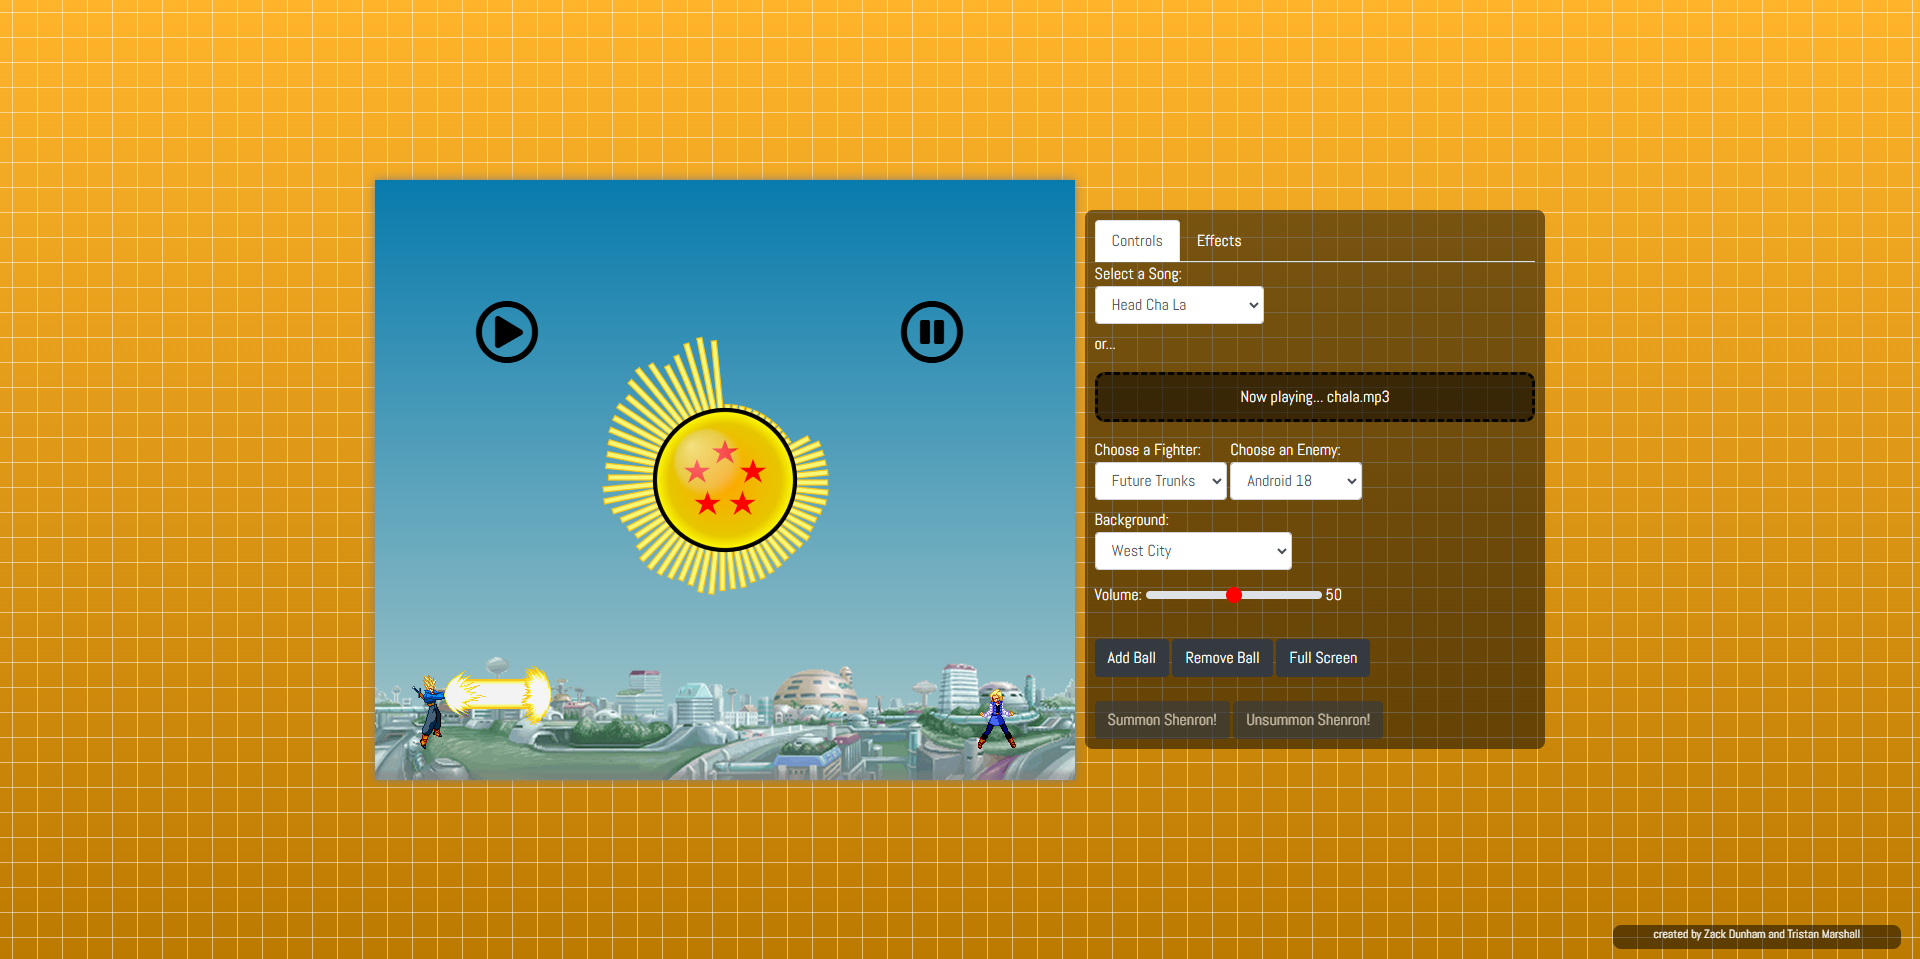 Controls Effects
Select a Song:
Head Cha La
or...
Now playing... chala.mp3
Choose a Fighter: Choose an Enemy:
Future Trunks Android 18
Background:
West City
Volume: 50
Add Ball Remove Ball Full Screen
Summon Shenron! Unsummon Shenron!
created by Zack Dunham and Tristan Marshall